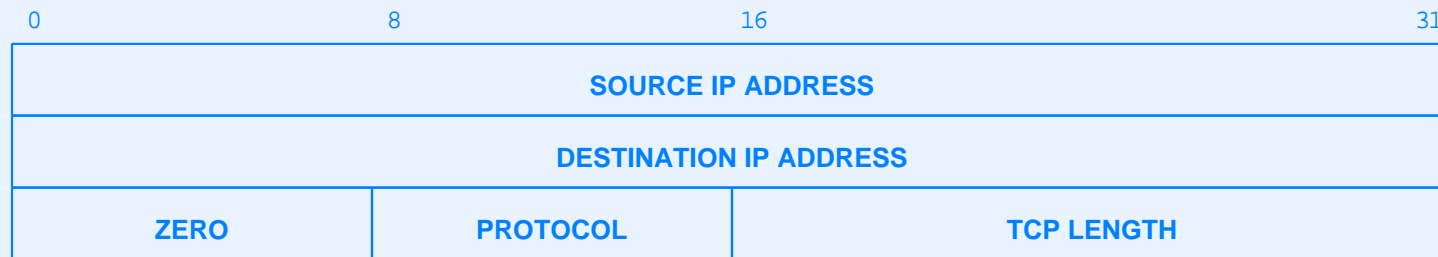 0 8 16 31
SOURCE IP ADDRESS
DESTINATION IP ADDRESS
ZERO PROTOCOL TCP LENGTH